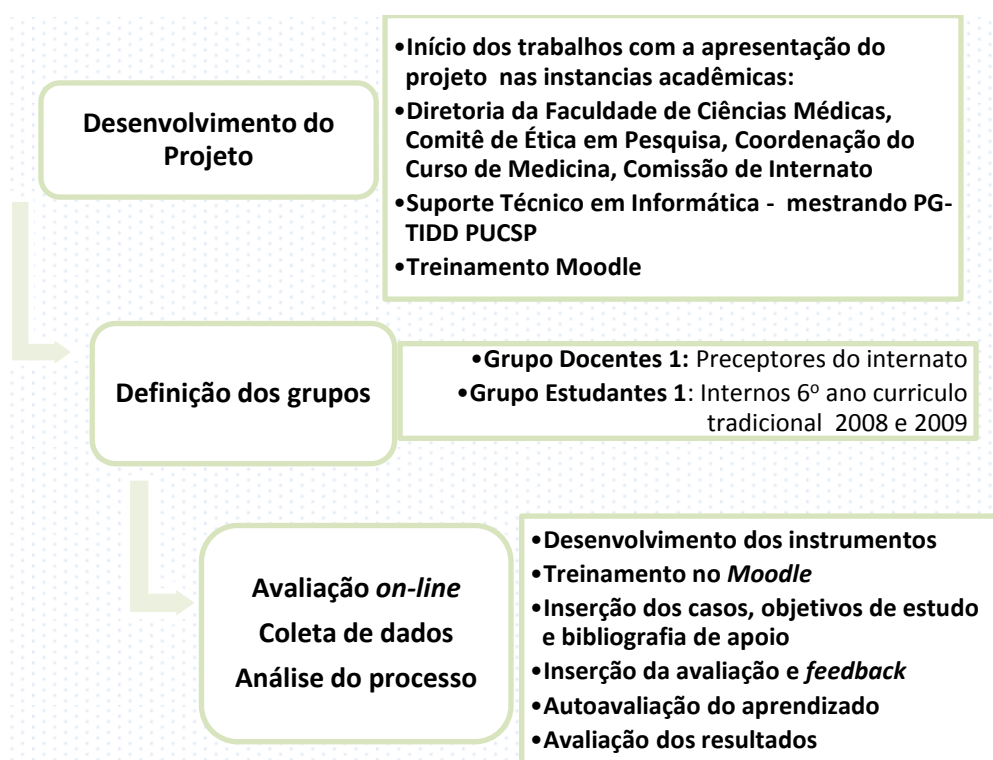 Desenvolvimento do
Projeto
•Início dos trabalhos com a apresentação do
projeto nas instancias acadêmicas:
•Diretoria da Faculdade de Ciências Médicas,
Comitê de Ética em Pesquisa, Coordenação do
Curso de Medicina, Comissão de Internato
•Suporte Técnico em Informática - mestrando PG-
TIDD PUCSP
•Treinamento Moodle
Definição dos grupos
•Grupo Docentes 1: Preceptores do internato
•Grupo Estudantes 1: Internos 6º ano curriculo
tradicional 2008 e 2009
Avaliação on-line
Coleta de dados
Análise do processo
•Desenvolvimento dos instrumentos
•Treinamento no Moodle
•Inserção dos casos, objetivos de estudo
e bibliografia de apoio
•Inserção da avaliação e feedback
•Autoavaliação do aprendizado
•Avaliação dos resultados